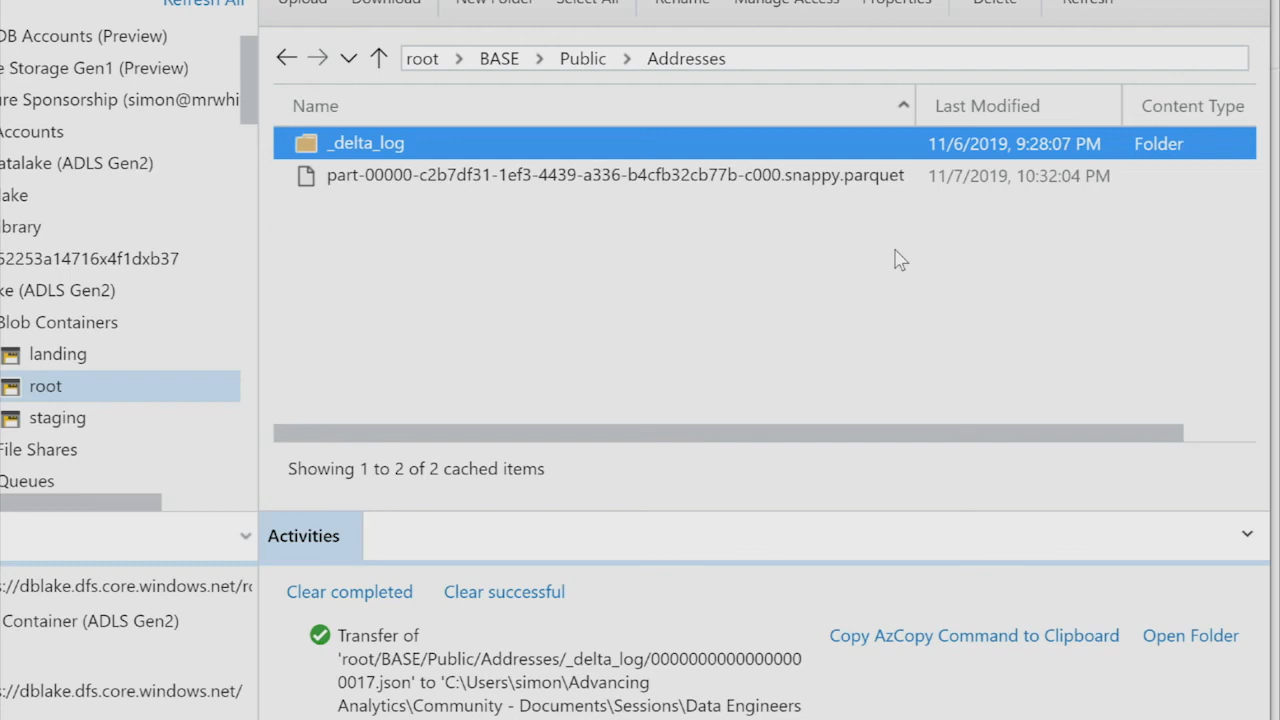 Refresh All
Upload Download New Folder Select All Rename Manage Access Properties Delete Refresh
DB Accounts (Preview)
e Storage Gen1 (Preview)
ure Sponsorship (simon@mrwhi
Accounts
atalake (ADLS Gen2)
lake
ibrary
52253a14716x4f1dxb37
ke (ADLS Gen2)
Blob Containers
landing
root
staging
File Shares
Queues
root BASE Public Addresses
Name Last Modified Content Type
_delta_log 11/6/2019, 9:28:07 PM Folder
part-00000-c2b7df31-1ef3-4439-a336-b4cfb32cb77b-c000.snappy.parquet 11/7/2019, 10:32:04 PM
Showing 1 to 2 of 2 cached items
s://dblake.dfs.core.windows.net/ro
Container (ADLS Gen2)
s://dblake.dfs.core.windows.net/
Activities
Clear completed Clear successful
Transfer of
'root/BASE/Public/Addresses/_delta_log/0000000000000000
0017.json' to 'C:\Users\simon\Advancing
Analytics\Community - Documents\Sessions\Data Engineers
Copy AzCopy Command to Clipboard Open Folder